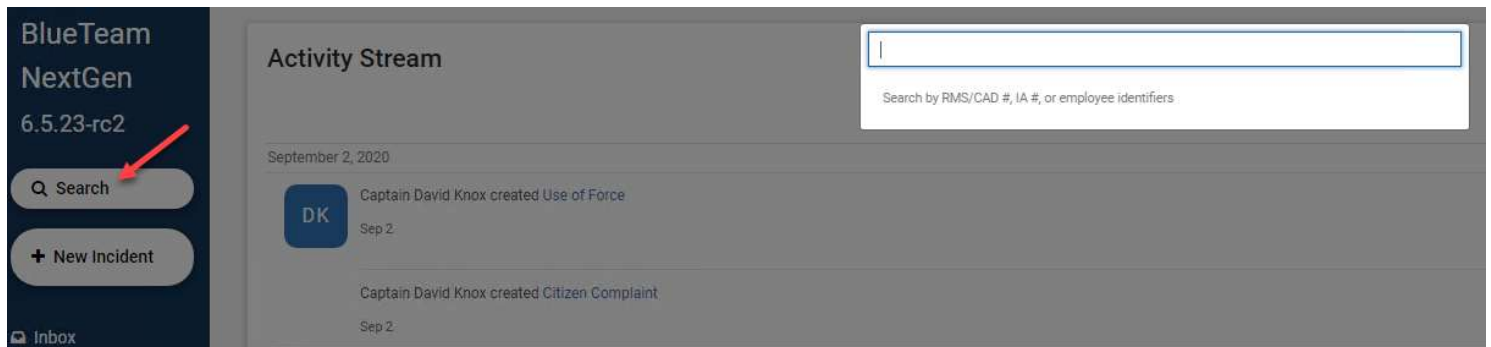 BlueTeam
NextGen
6.5.23-rc2
Search
+ New Incident
Inbox
Activity Stream
Search by RMS/CAD #, IA #, or employee identifiers
September 2, 2020
DK
Captain David Knox created Use of Force
Sep 2
Captain David Knox created Citizen Complaint
Sep 2